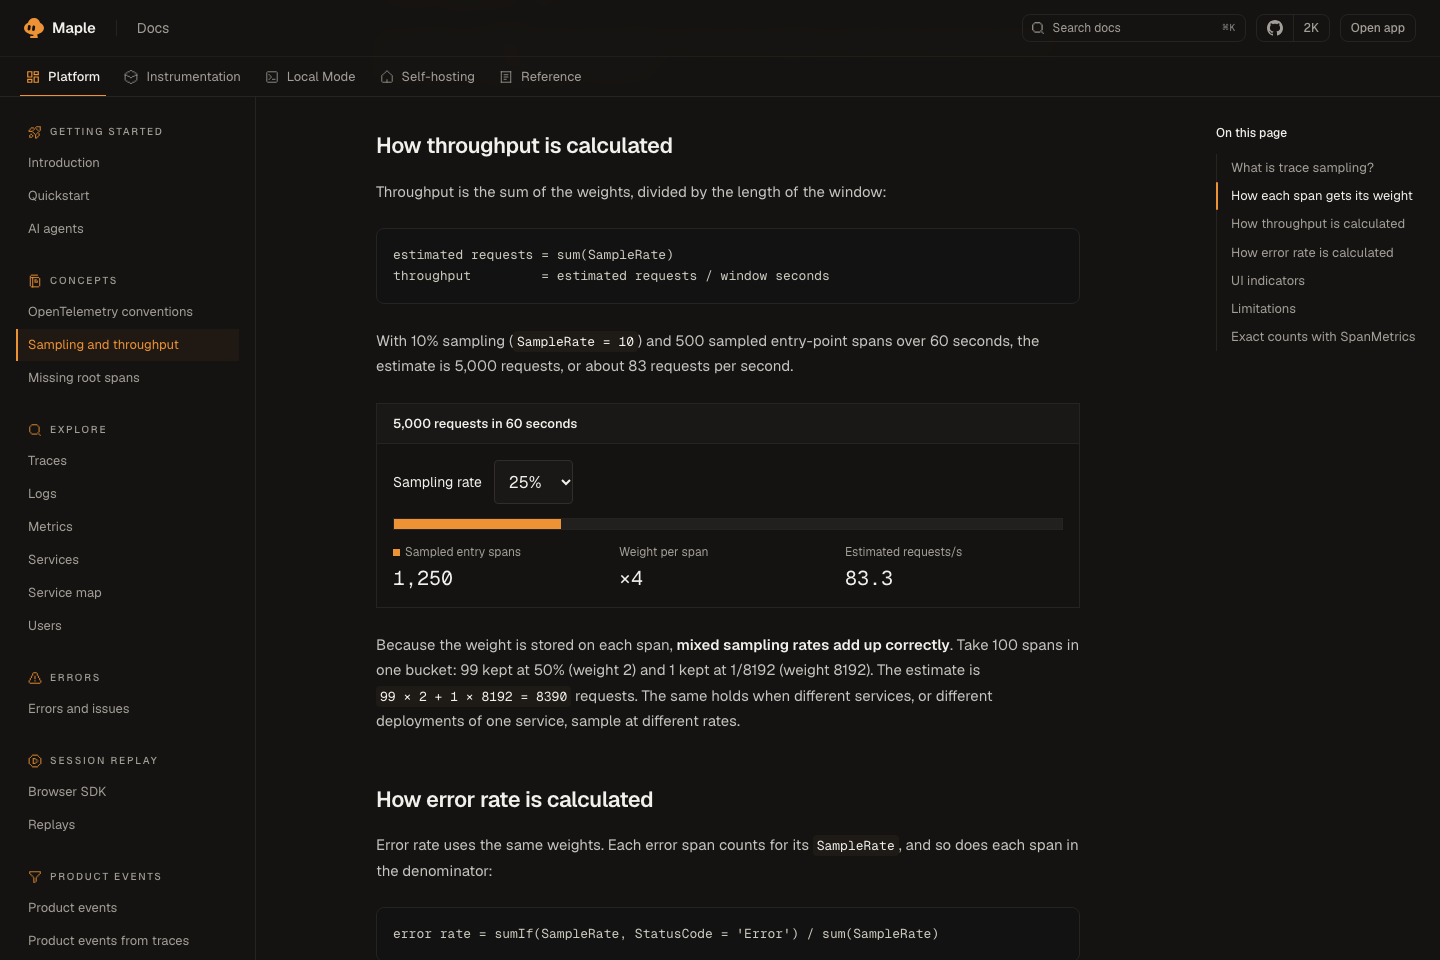 Maple
Docs
Search docs
⌘K
2K
Open app
Platform
Instrumentation
Local Mode
Self-hosting
Reference
GETTING STARTED
Introduction
Quickstart
AI agents
CONCEPTS
OpenTelemetry conventions
Sampling and throughput
Missing root spans
EXPLORE
Traces
Logs
Metrics
Services
Service map
Users
ERRORS
Errors and issues
SESSION REPLAY
Browser SDK
Replays
PRODUCT EVENTS
Product events
Product events from traces
How throughput is calculated
Throughput is the sum of the weights, divided by the length of the window:
estimated requests = sum(SampleRate)
throughput         = estimated requests / window seconds
With 10% sampling (SampleRate = 10) and 500 sampled entry-point spans over 60 seconds, the
estimate is 5,000 requests, or about 83 requests per second.
5,000 requests in 60 seconds
Sampling rate 25%
Sampled entry spans
1,250
Weight per span
×4
Estimated requests/s
83.3
Because the weight is stored on each span, mixed sampling rates add up correctly. Take 100 spans in
one bucket: 99 kept at 50% (weight 2) and 1 kept at 1/8192 (weight 8192). The estimate is
99 × 2 + 1 × 8192 = 8390 requests. The same holds when different services, or different
deployments of one service, sample at different rates.
How error rate is calculated
Error rate uses the same weights. Each error span counts for its SampleRate, and so does each span in
the denominator:
error rate = sumIf(SampleRate, StatusCode = 'Error') / sum(SampleRate)
On this page
What is trace sampling?
How each span gets its weight
How throughput is calculated
How error rate is calculated
UI indicators
Limitations
Exact counts with SpanMetrics